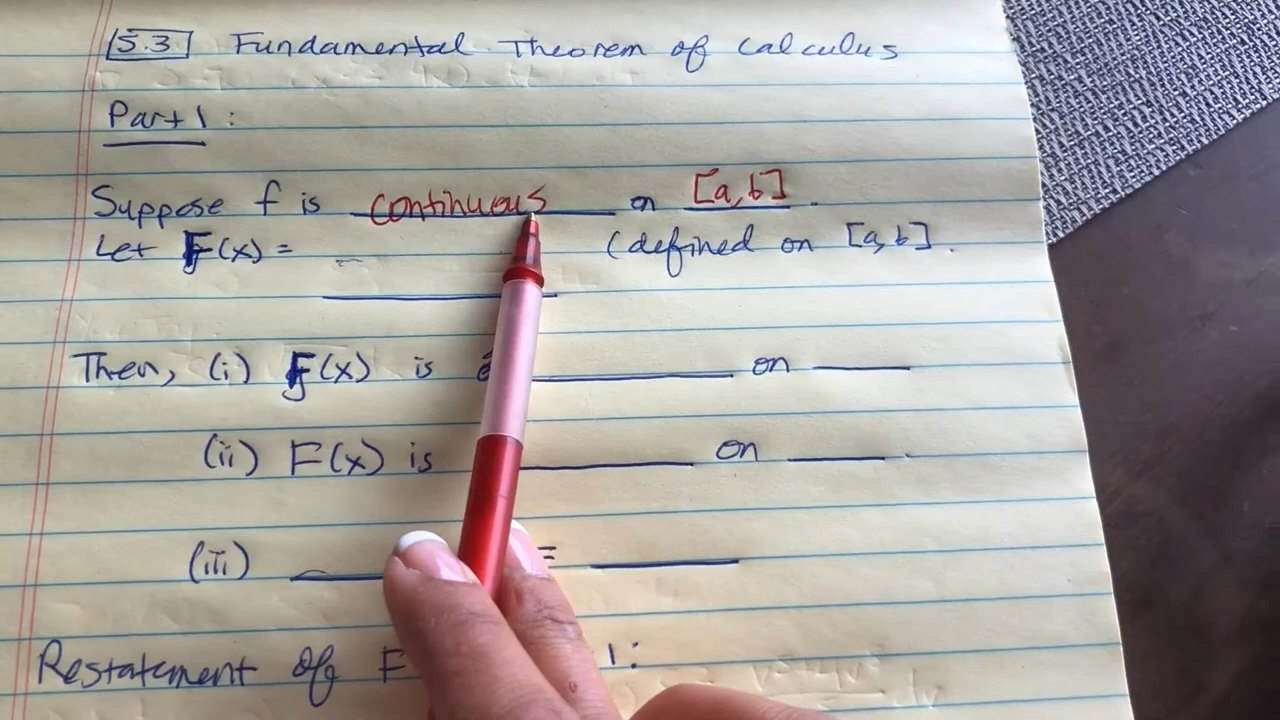 5.3 Fundamental Theorem of Calculus
Part 1:
Suppose f is continuous on [a,b].
Let F(x) = (defined on [a,b].
Then, (i) F(x) is on
(ii) F(x) is on .
(iii) =
Restatement of F 1: